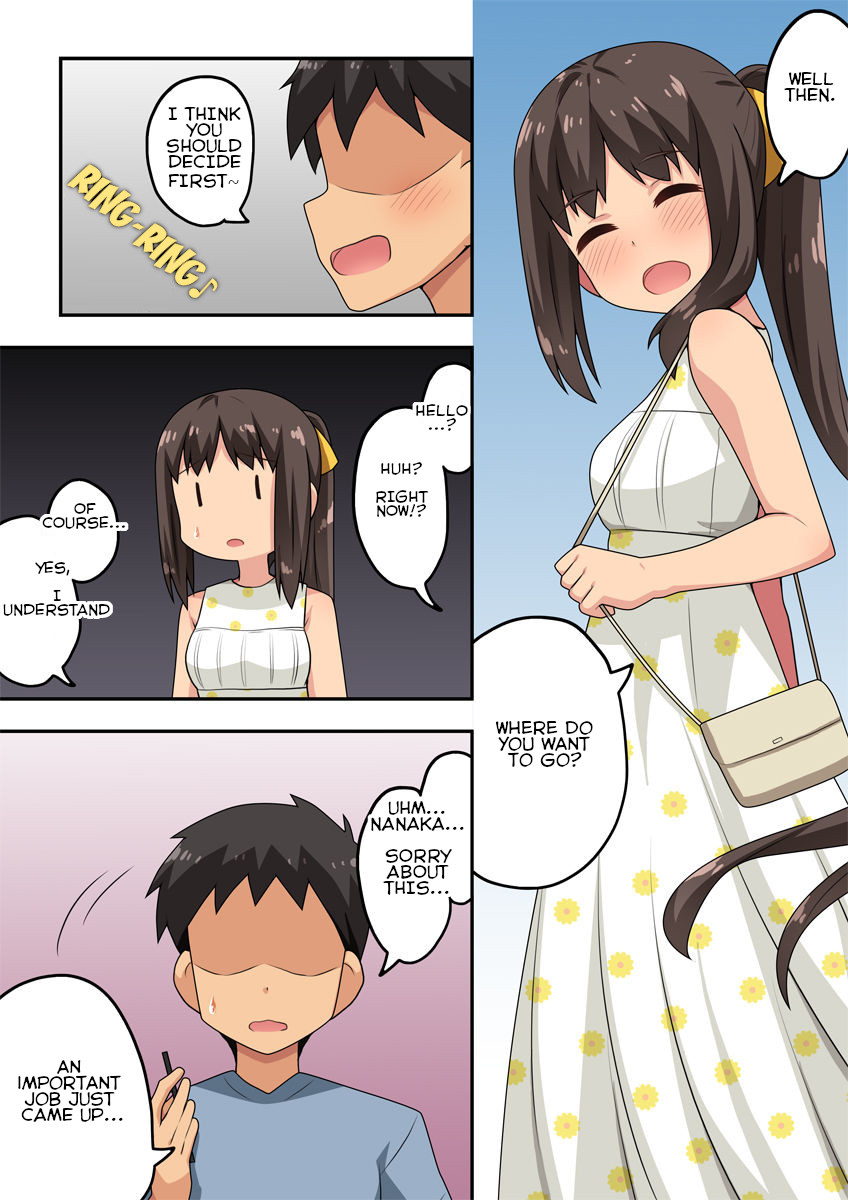 WELL
THEN.
WHERE DO
YOU WANT
TO GO?
I THINK
YOU
SHOULD
DECIDE
FIRST~
RING-RING♪
HELLO
...?
HUH?
RIGHT
NOW!?
OF
COURSE...
YES,
I
UNDERSTAND
UHM...
NANAKA...
SORRY
ABOUT
THIS...
AN
IMPORTANT
JOB JUST
CAME UP...